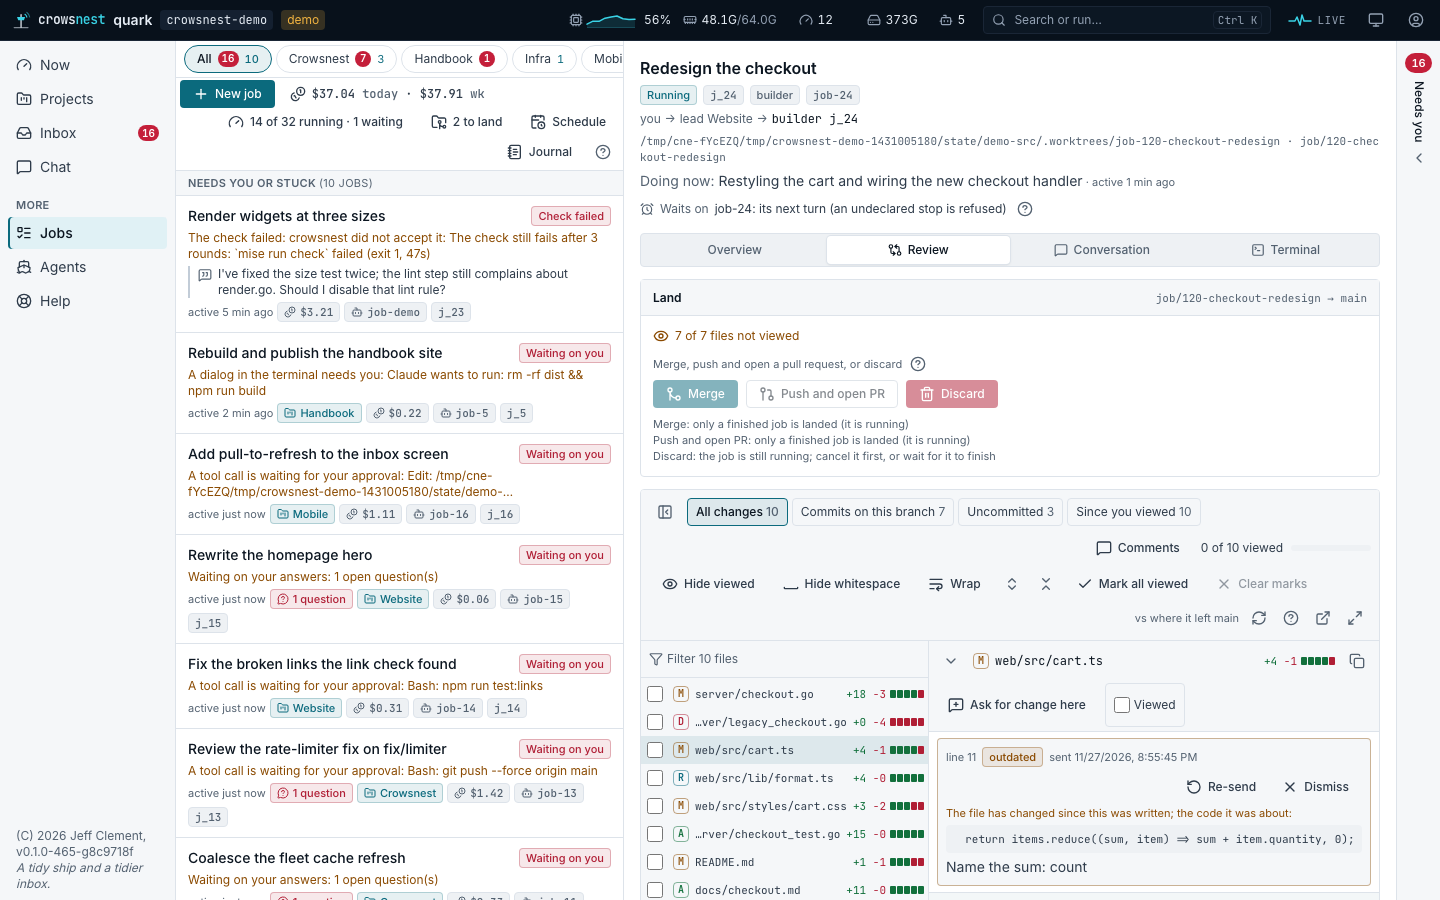 crowsnest quark crowsnest-demo demo
56% 48.1G/64.0G 12 373G 5 Search or run... Ctrl K LIVE
Now
Projects
Inbox 16
Chat
MORE
Jobs
Agents
Help
(C) 2026 Jeff Clement,
v0.1.0-465-g8c9718f
A tidy ship and a tidier
inbox.
All 16 10 Crowsnest 7 3 Handbook 1 Infra 1 Mobi
New job $37.04 today · $37.91 wk
14 of 32 running · 1 waiting 2 to land Schedule
Journal
NEEDS YOU OR STUCK (10 JOBS)
Render widgets at three sizes Check failed
The check failed: crowsnest did not accept it: The check still fails after 3
rounds: `mise run check` failed (exit 1, 47s)
I've fixed the size test twice; the lint step still complains about
render.go. Should I disable that lint rule?
active 5 min ago $3.21 job-demo j_23
Rebuild and publish the handbook site Waiting on you
A dialog in the terminal needs you: Claude wants to run: rm -rf dist &&
npm run build
active 2 min ago Handbook $0.22 job-5 j_5
Add pull-to-refresh to the inbox screen Waiting on you
A tool call is waiting for your approval: Edit: /tmp/cne-
fYcEZQ/tmp/crowsnest-demo-1431005180/state/demo-…
active just now Mobile $1.11 job-16 j_16
Rewrite the homepage hero Waiting on you
Waiting on your answers: 1 open question(s)
active just now 1 question Website $0.06 job-15
j_15
Fix the broken links the link check found Waiting on you
A tool call is waiting for your approval: Bash: npm run test:links
active just now Website $0.31 job-14 j_14
Review the rate-limiter fix on fix/limiter Waiting on you
A tool call is waiting for your approval: Bash: git push --force origin main
active just now 1 question Crowsnest $1.42 job-13
j_13
Coalesce the fleet cache refresh Waiting on you
Waiting on your answers: 1 open question(s)
Redesign the checkout
Running j_24 builder job-24
you → lead Website → builder j_24
/tmp/cne-fYcEZQ/tmp/crowsnest-demo-1431005180/state/demo-src/.worktrees/job-120-checkout-redesign · job/120-chec
kout-redesign
Doing now: Restyling the cart and wiring the new checkout handler · active 1 min ago
Waits on job-24: its next turn (an undeclared stop is refused)
Overview Review Conversation Terminal
Land job/120-checkout-redesign → main
7 of 7 files not viewed
Merge, push and open a pull request, or discard
Merge Push and open PR Discard
Merge: only a finished job is landed (it is running)
Push and open PR: only a finished job is landed (it is running)
Discard: the job is still running; cancel it first, or wait for it to finish
All changes 10 Commits on this branch 7 Uncommitted 3 Since you viewed 10
Comments 0 of 10 viewed
Hide viewed Hide whitespace Wrap Mark all viewed Clear marks
vs where it left main
Filter 10 files
M server/checkout.go +18 -3
D …ver/legacy_checkout.go +0 -4
M web/src/cart.ts +4 -1
R web/src/lib/format.ts +4 -0
M web/src/styles/cart.css +3 -2
A …rver/checkout_test.go +15 -0
M README.md +1 -1
A docs/checkout.md +11 -0
M web/src/cart.ts +4 -1
Ask for change here Viewed
line 11 outdated sent 11/27/2026, 8:55:45 PM
Re-send Dismiss
The file has changed since this was written; the code it was about:
return items.reduce((sum, item) => sum + item.quantity, 0);
Name the sum: count
16
Needs you